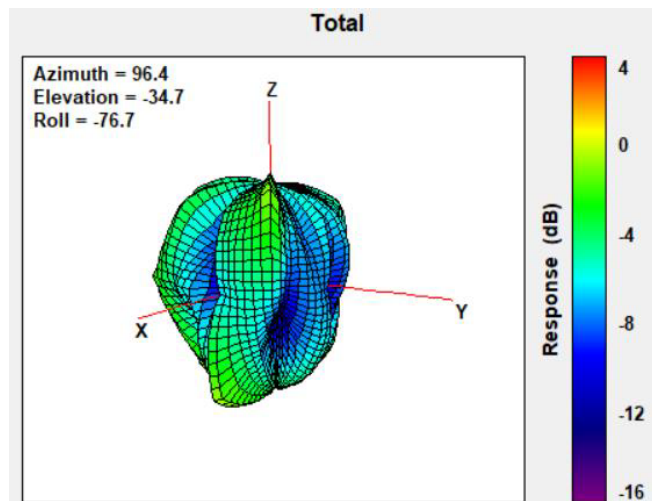 Total
Azimuth = 96.4
Elevation = -34.7
Roll = -76.7
Z
X
Y
Response (dB)
4
0
-4
-8
-12
-16